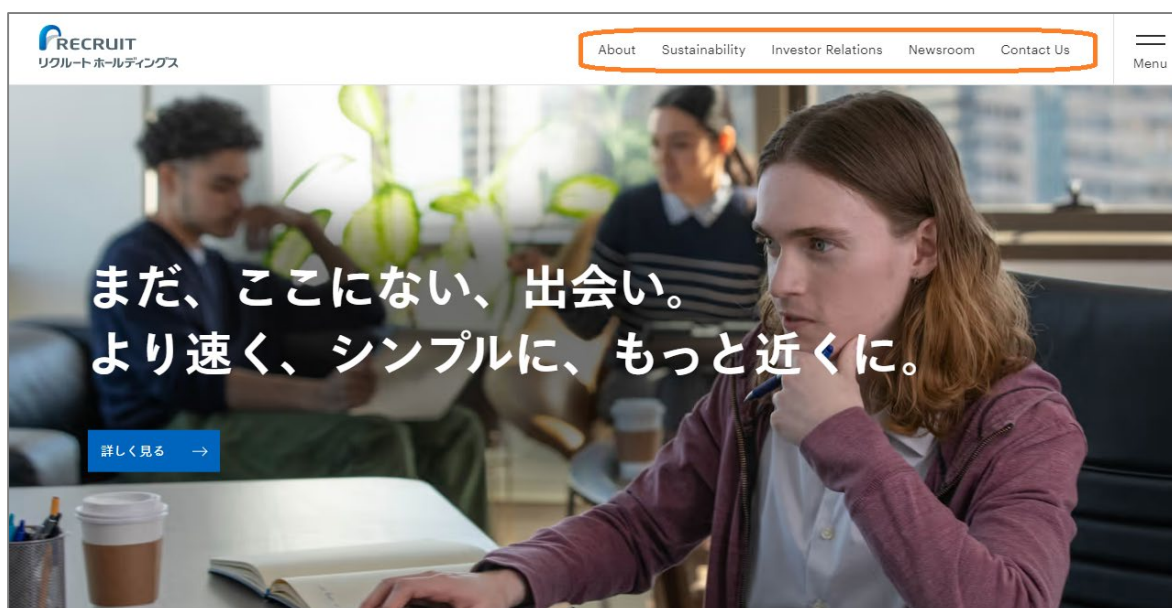 RECRUIT
リクルート ホールディングス
About Sustainability Investor Relations Newsroom Contact Us
Menu
まだ、ここにない、出会い。
より速く、シンプルに、もっと近くに。
詳しく見る →